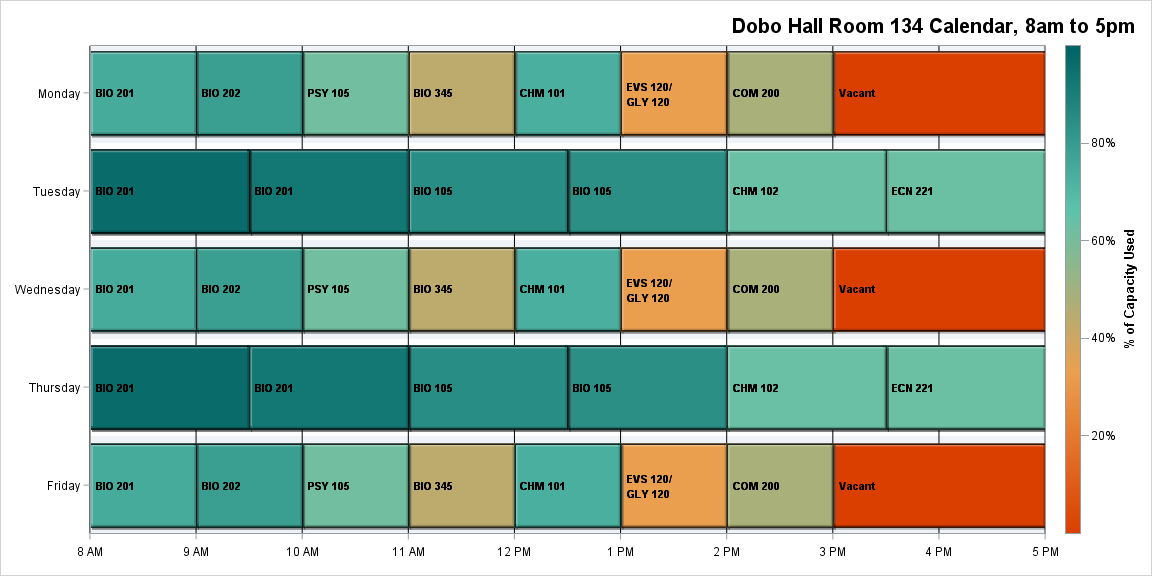 Dobo Hall Room 134 Calendar, 8am to 5pm
Monday
BIO 201
BIO 202
PSY 105
BIO 345
CHM 101
EVS 120/
GLY 120
COM 200
Vacant
Tuesday
BIO 201
BIO 201
BIO 105
BIO 105
CHM 102
ECN 221
Wednesday
BIO 201
BIO 202
PSY 105
BIO 345
CHM 101
EVS 120/
GLY 120
COM 200
Vacant
Thursday
BIO 201
BIO 201
BIO 105
BIO 105
CHM 102
ECN 221
Friday
BIO 201
BIO 202
PSY 105
BIO 345
CHM 101
EVS 120/
GLY 120
COM 200
Vacant
8 AM
9 AM
10 AM
11 AM
12 PM
1 PM
2 PM
3 PM
4 PM
5 PM
80%
60%
40%
20%
% of Capacity Used